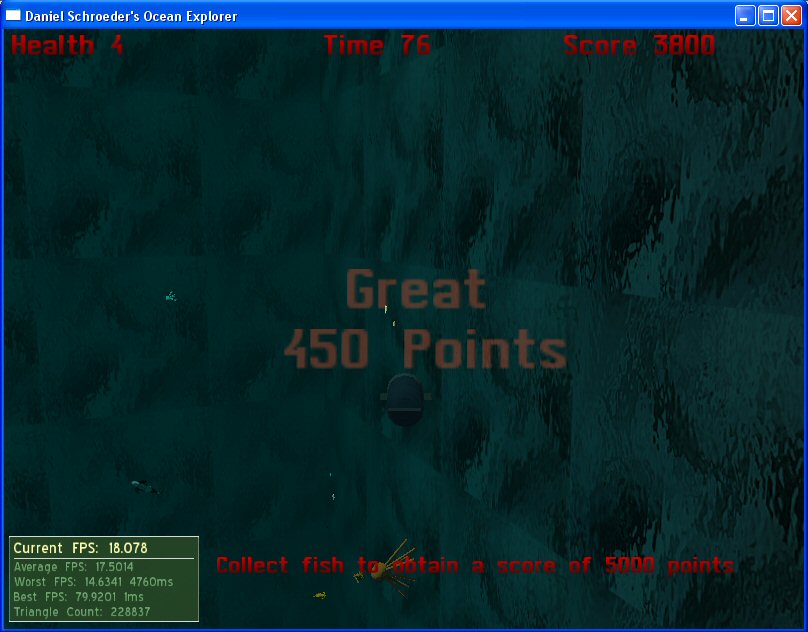 Daniel Schroeder's Ocean Explorer
Health 4 Time 76 Score 3800
Great
450 Points
Collect fish to obtain a score of 5000 points
Current FPS: 18.078
Average FPS: 17.5014
Worst FPS: 14.6341 4760ms
Best FPS: 79.9201 1ms
Triangle Count: 228837